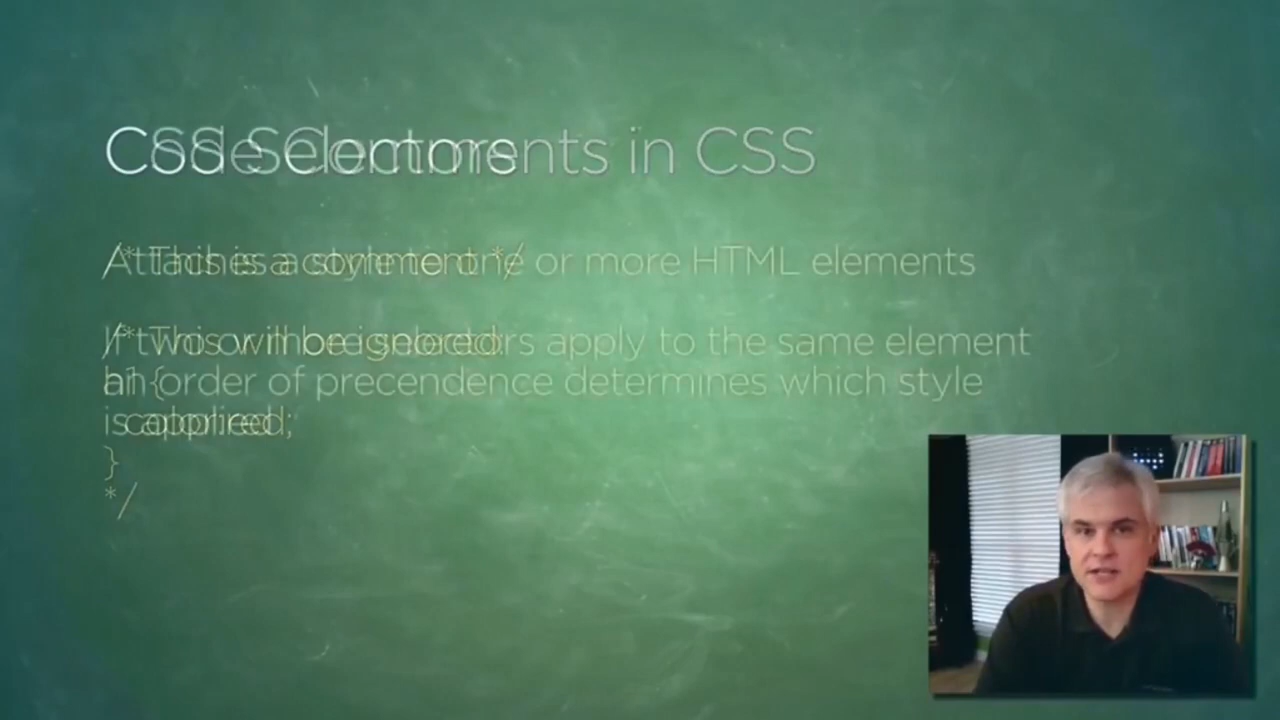 CSS Selectors
Attaches a style to one or more HTML elements
If two or more selectors apply to the same element
an order of precendence determines which style
is applied
Code Comments in CSS
/* This is a comment */
/* This will be ignored:
h1 {
color: red;
}
*/